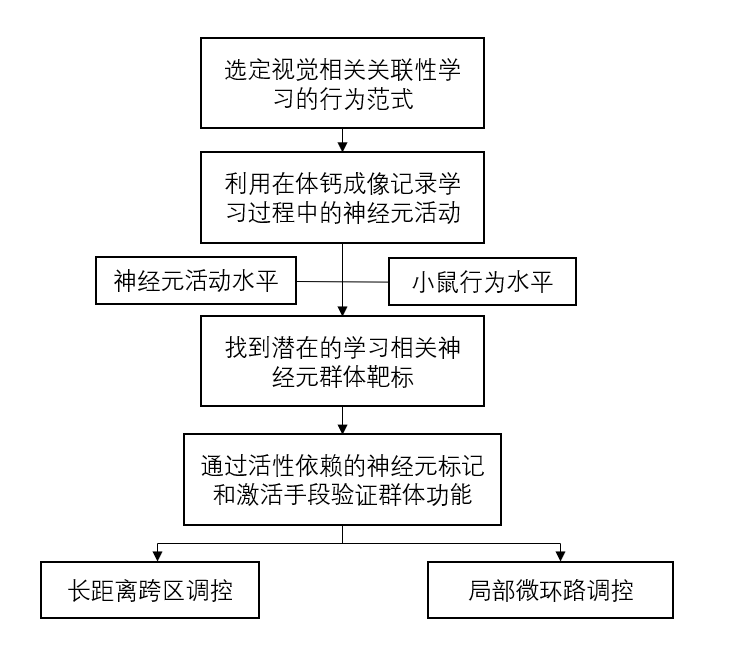 选定视觉相关关联性学
习的行为范式
利用在体钙成像记录学
习过程中的神经元活动
神经元活动水平
小鼠行为水平
找到潜在的学习相关神
经元群体靶标
通过活性依赖的神经元标记
和激活手段验证群体功能
长距离跨区调控
局部微环路调控